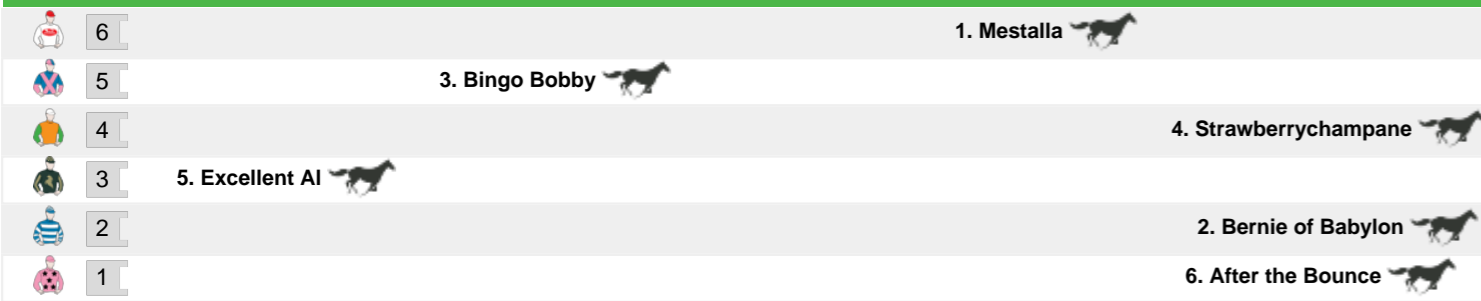 6 1. Mestalla
5 3. Bingo Bobby
4 4. Strawberrychampane
3 5. Excellent Al
2 2. Bernie of Babylon
1 6. After the Bounce